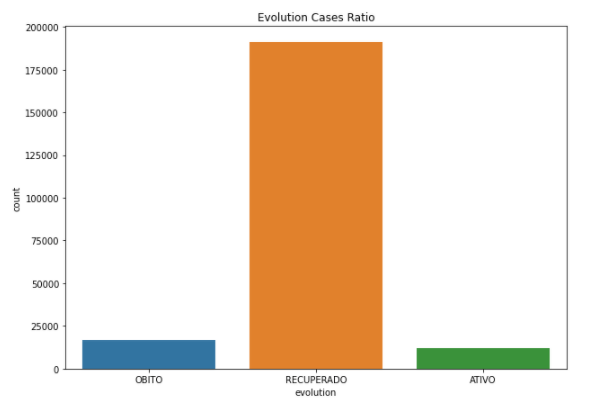 Evolution Cases Ratio
200000
175000
150000
125000
100000
75000
50000
25000
0
count
OBITO RECUPERADO ATIVO
evolution